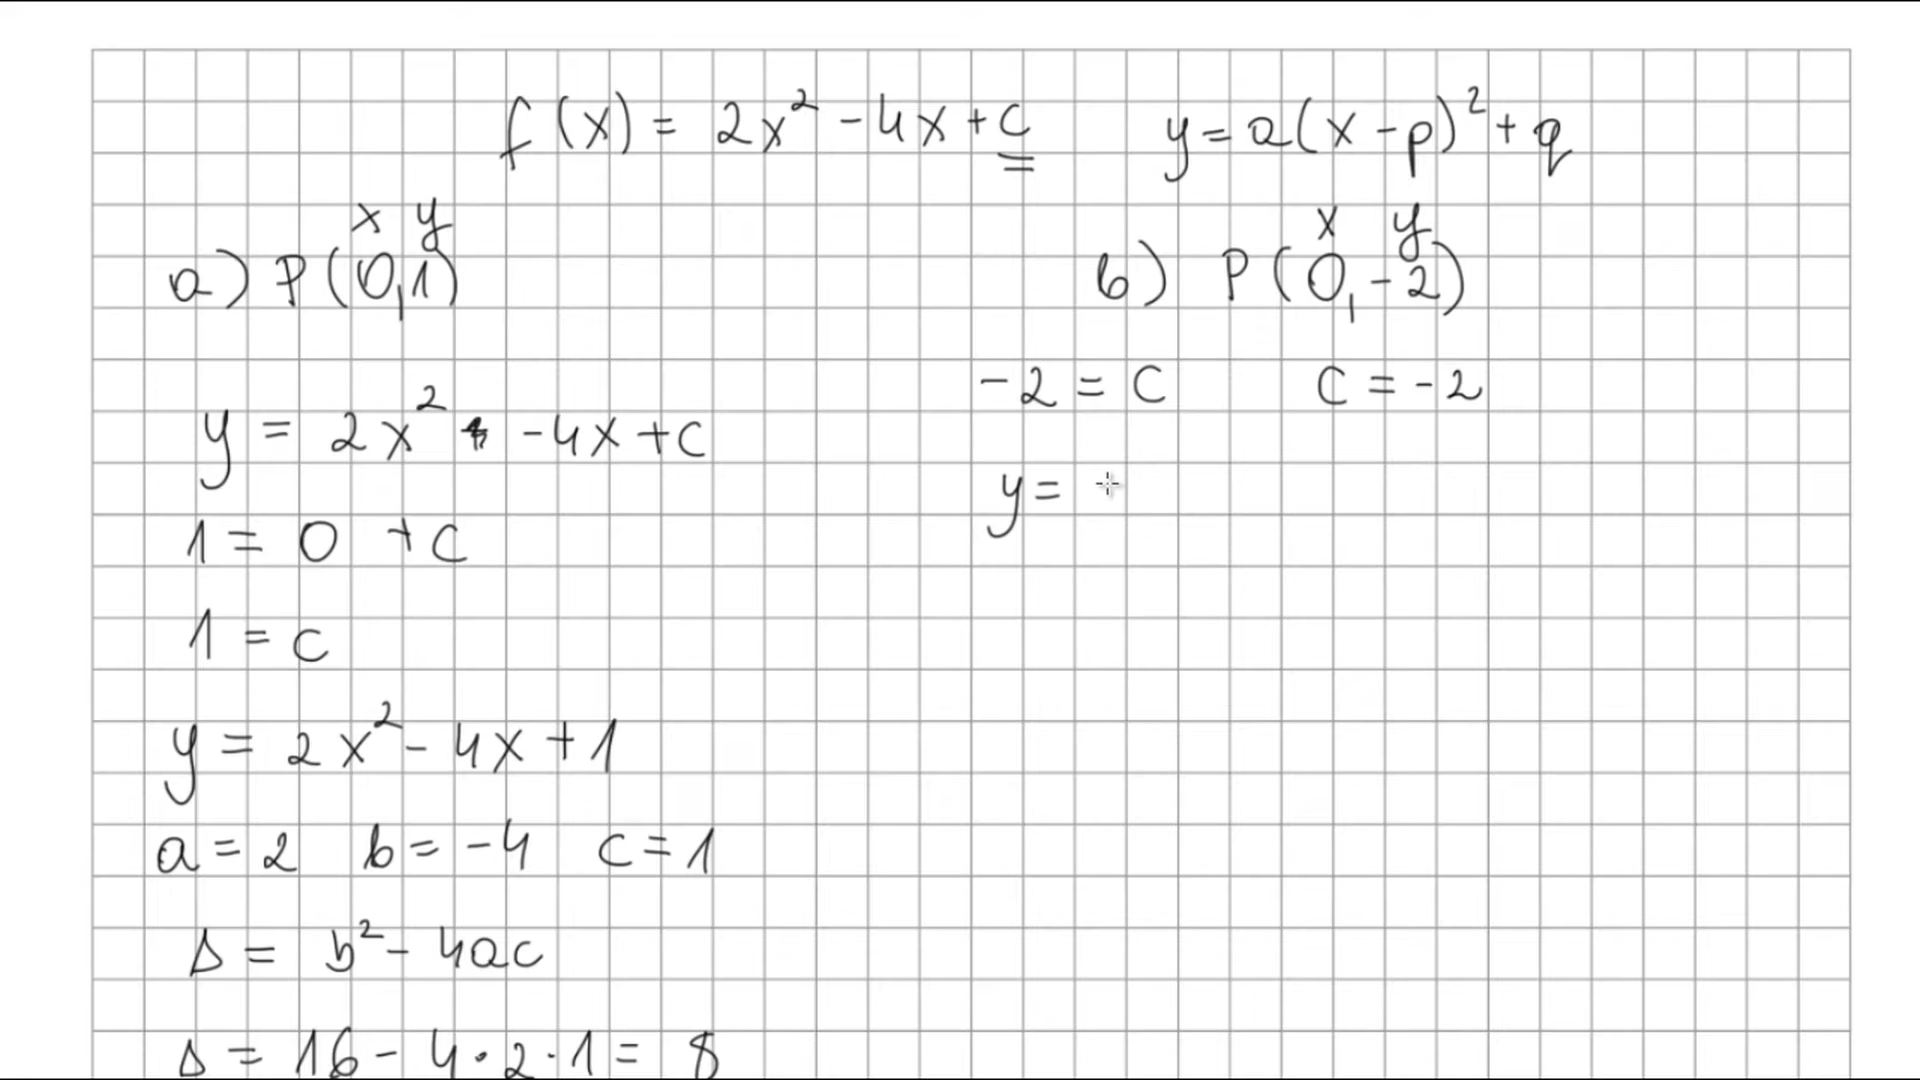 f(x) = 2x² - 4x + c
y = a(x - p)² + q
x y
a) P(0,1)
y = 2x² - 4x + c
1 = 0 + c
1 = c
y = 2x² - 4x + 1
a = 2 b = -4 c = 1
Δ = b² - 4ac
Δ = 16 - 4·2·1 = 8
x y
b) P(0,-2)
-2 = c c = -2
y =